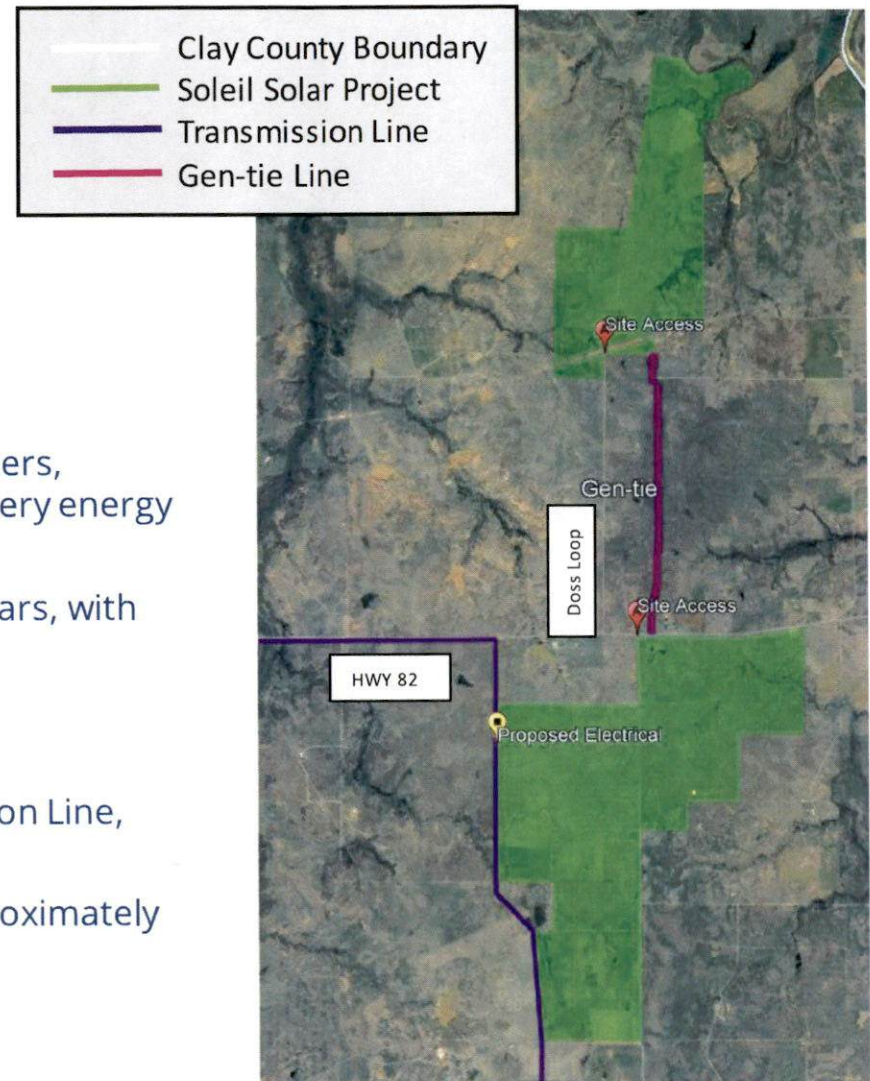 Clay County Boundary
Soleil Solar Project
Transmission Line
Gen-tie Line
Site Access
Gen-tie
Doss Loop
Site Access
HWY 82
Proposed Electrical
ers,
ery energy
ars, with
on Line,
oximately